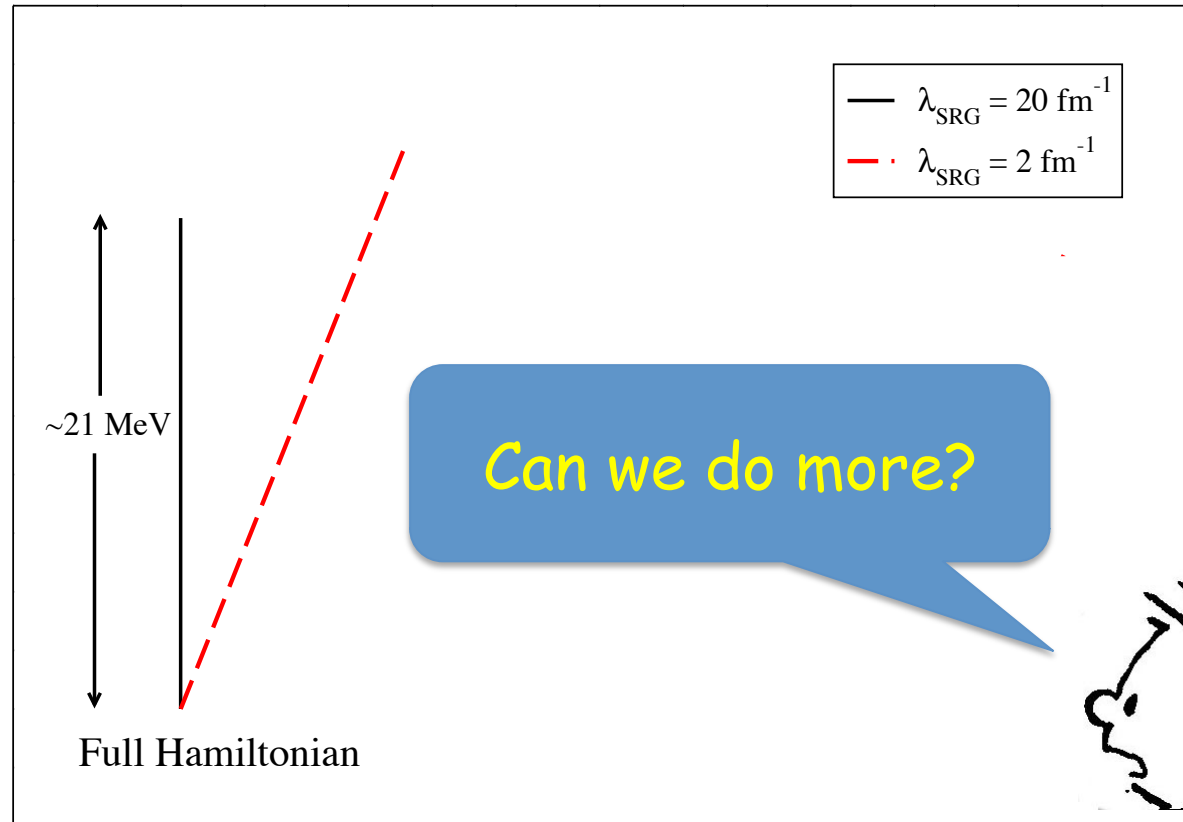 λSRG = 20 fm-1
λSRG = 2 fm-1
~21 MeV
Can we do more?
Full Hamiltonian